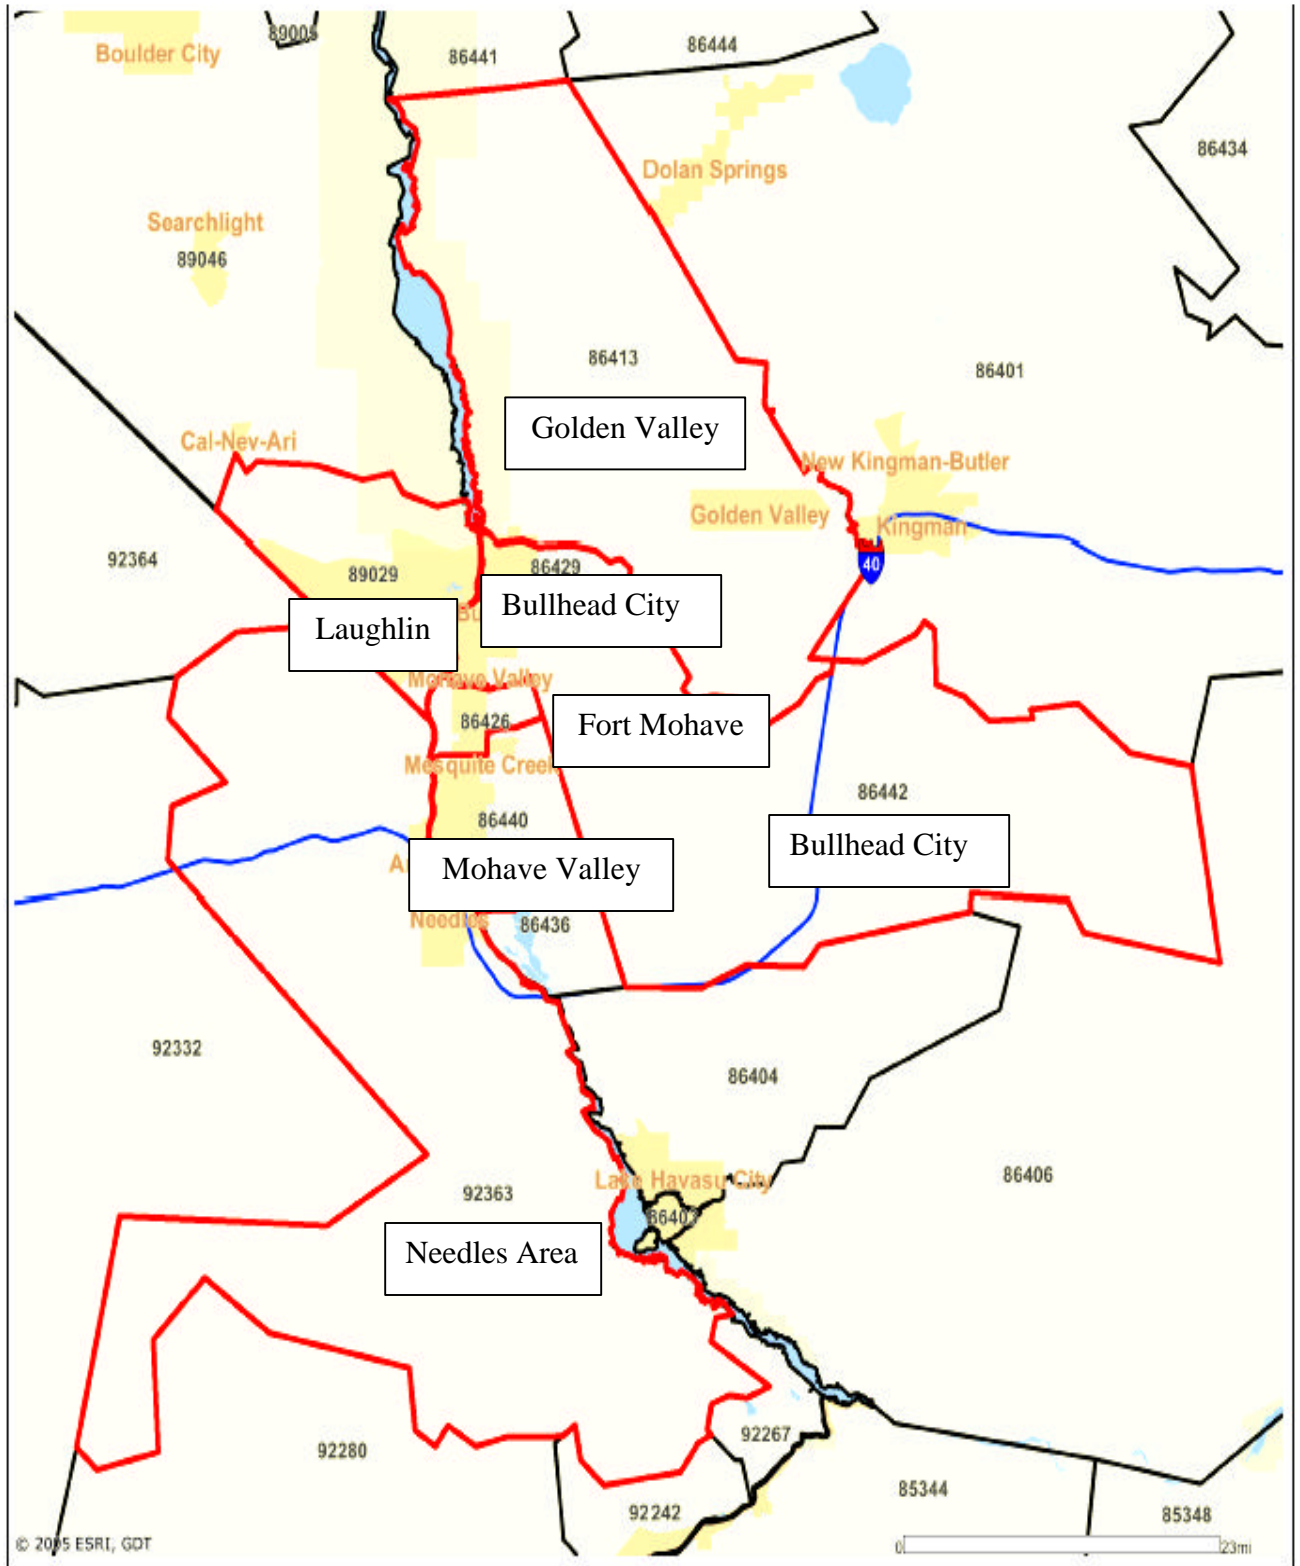 89005
Boulder City
86441
86444
86434
Dolan Springs
Searchlight
89046
86413
86401
Golden Valley
Cal-Nev-Ari
New Kingman-Butler
Golden Valley
Kingman
92364
89029
86429
40
Bullhead City
Bu
Laughlin
Mohave Valley
86426
Fort Mohave
Mesquite Creek
86442
86440
Bullhead City
A
Mohave Valley
Needles
86436
92332
86404
Lake Havasu City
86406
92363
86403
Needles Area
92280
92267
85344
92242
85348
© 2005 ESRI, GDT
0
23mi